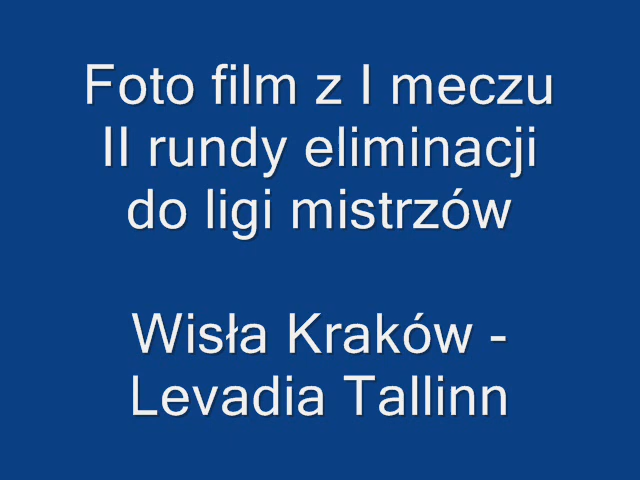 Foto film z I meczu
II rundy eliminacji
do ligi mistrzów
Wisła Kraków -
Levadia Tallinn